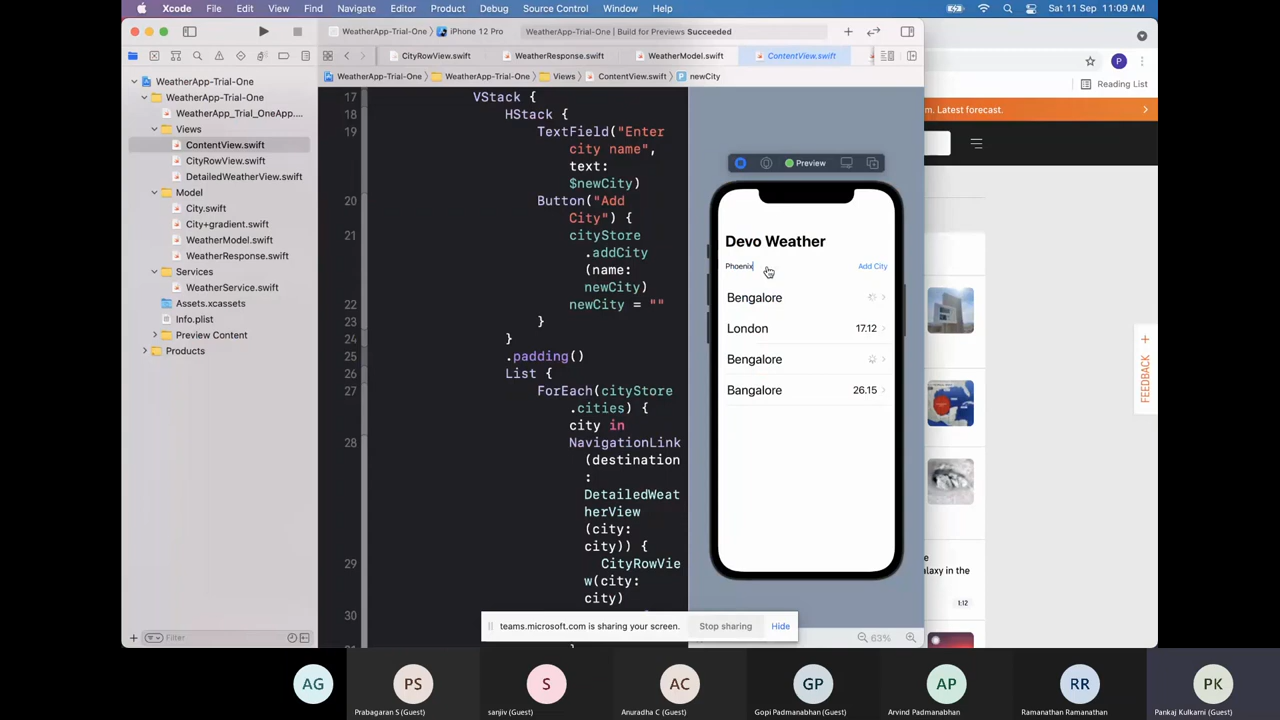 Xcode File Edit View Find Navigate Editor Product Debug Source Control Window Help
Sat 11 Sep 11:09 AM
WeatherApp-Trial-One
iPhone 12 Pro
WeatherApp-Trial-One | Build for Previews Succeeded
CityRowView.swift
WeatherResponse.swift
WeatherModel.swift
ContentView.swift
WeatherApp-Trial-One
WeatherApp-Trial-One
Views
ContentView.swift
P newCity
WeatherApp-Trial-One
WeatherApp-Trial-One
WeatherApp_Trial_OneApp....
Views
ContentView.swift
CityRowView.swift
DetailedWeatherView.swift
Model
City.swift
City+gradient.swift
WeatherModel.swift
WeatherResponse.swift
Services
WeatherService.swift
Assets.xcassets
Info.plist
Preview Content
Products
Filter
17 VStack {
18 HStack {
19 TextField("Enter
city name",
text:
$newCity)
20 Button("Add
City") {
21 cityStore
.addCity
(name:
newCity)
22 newCity = ""
23 }
24 }
25 .padding()
26 List {
27 ForEach(cityStore
.cities) {
city in
28 NavigationLink
(destination
:
DetailedWeat
herView
(city:
city)) {
29 CityRowVie
w(city:
city)
30
Preview
Devo Weather
Phoenix
Add City
Bengalore
London 17.12
Bengalore
Bangalore 26.15
63%
P
Reading List
m. Latest forecast.
FEEDBACK
e
alaxy in the
1:12
teams.microsoft.com is sharing your screen.
Stop sharing
Hide
AG
PS
Prabagaran S (Guest)
S
sanjiv (Guest)
AC
Anuradha C (Guest)
GP
Gopi Padmanabhan
AP
Arvind Padmanabhan
RR
Ramanathan Ramanathan
PK
Pankaj Kulkarni (Guest)